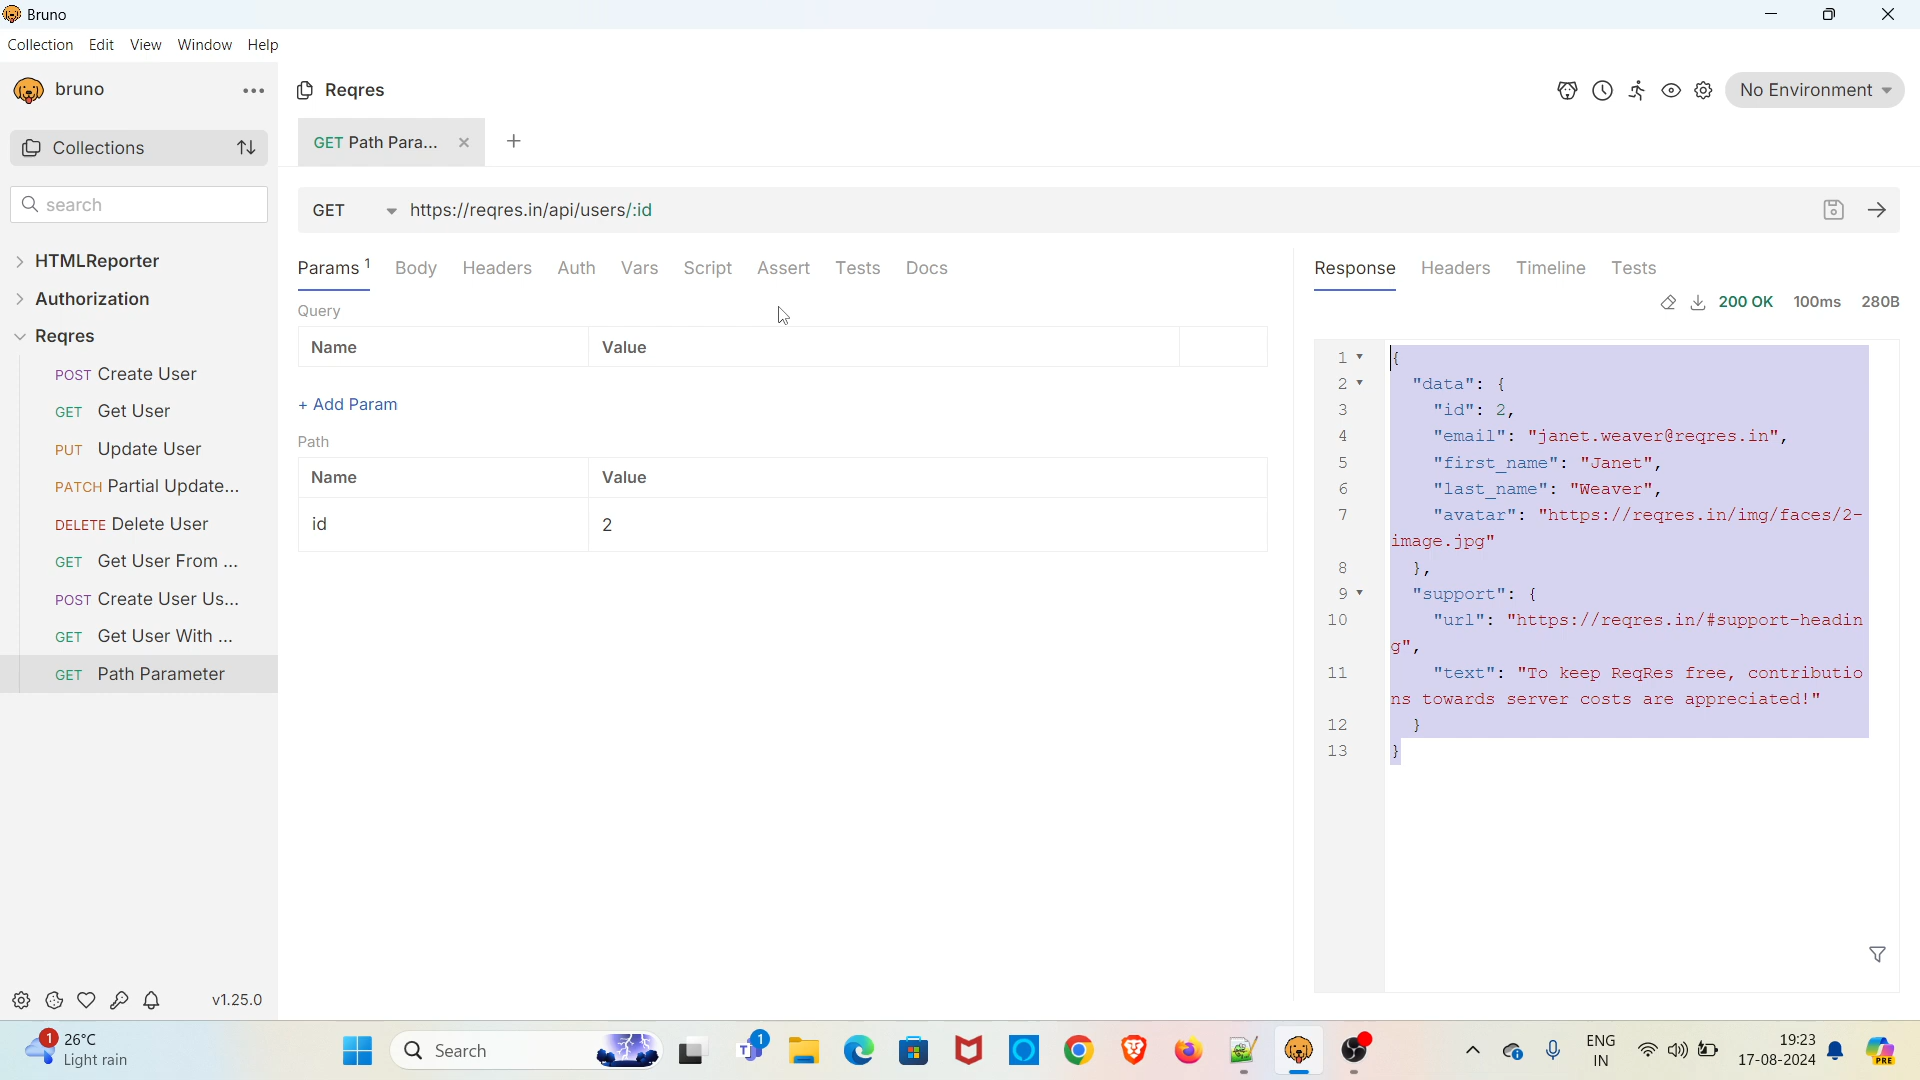 Bruno
Collection Edit View Window Help
bruno
Reqres
No Environment
Collections
GET Path Para...
search
GET https://reqres.in/api/users/:id
HTMLReporter
Authorization
Reqres
POST Create User
GET Get User
PUT Update User
PATCH Partial Update...
DELETE Delete User
GET Get User From ...
POST Create User Us...
GET Get User With ...
GET Path Parameter
Params 1 Body Headers Auth Vars Script Assert Tests Docs
Query
Name Value
+ Add Param
Path
Name Value
id 2
Response Headers Timeline Tests
200 OK 100ms 280B
1 {
2 "data": {
3 "id": 2,
4 "email": "janet.weaver@reqres.in",
5 "first_name": "Janet",
6 "last_name": "Weaver",
7 "avatar": "https://reqres.in/img/faces/2-
image.jpg"
8 },
9 "support": {
10 "url": "https://reqres.in/#support-headin
g",
11 "text": "To keep ReqRes free, contributio
ns towards server costs are appreciated!"
12 }
13 }
v1.25.0
1
26°C
Light rain
Search
1
ENG
IN
19:23
17-08-2024
PRE